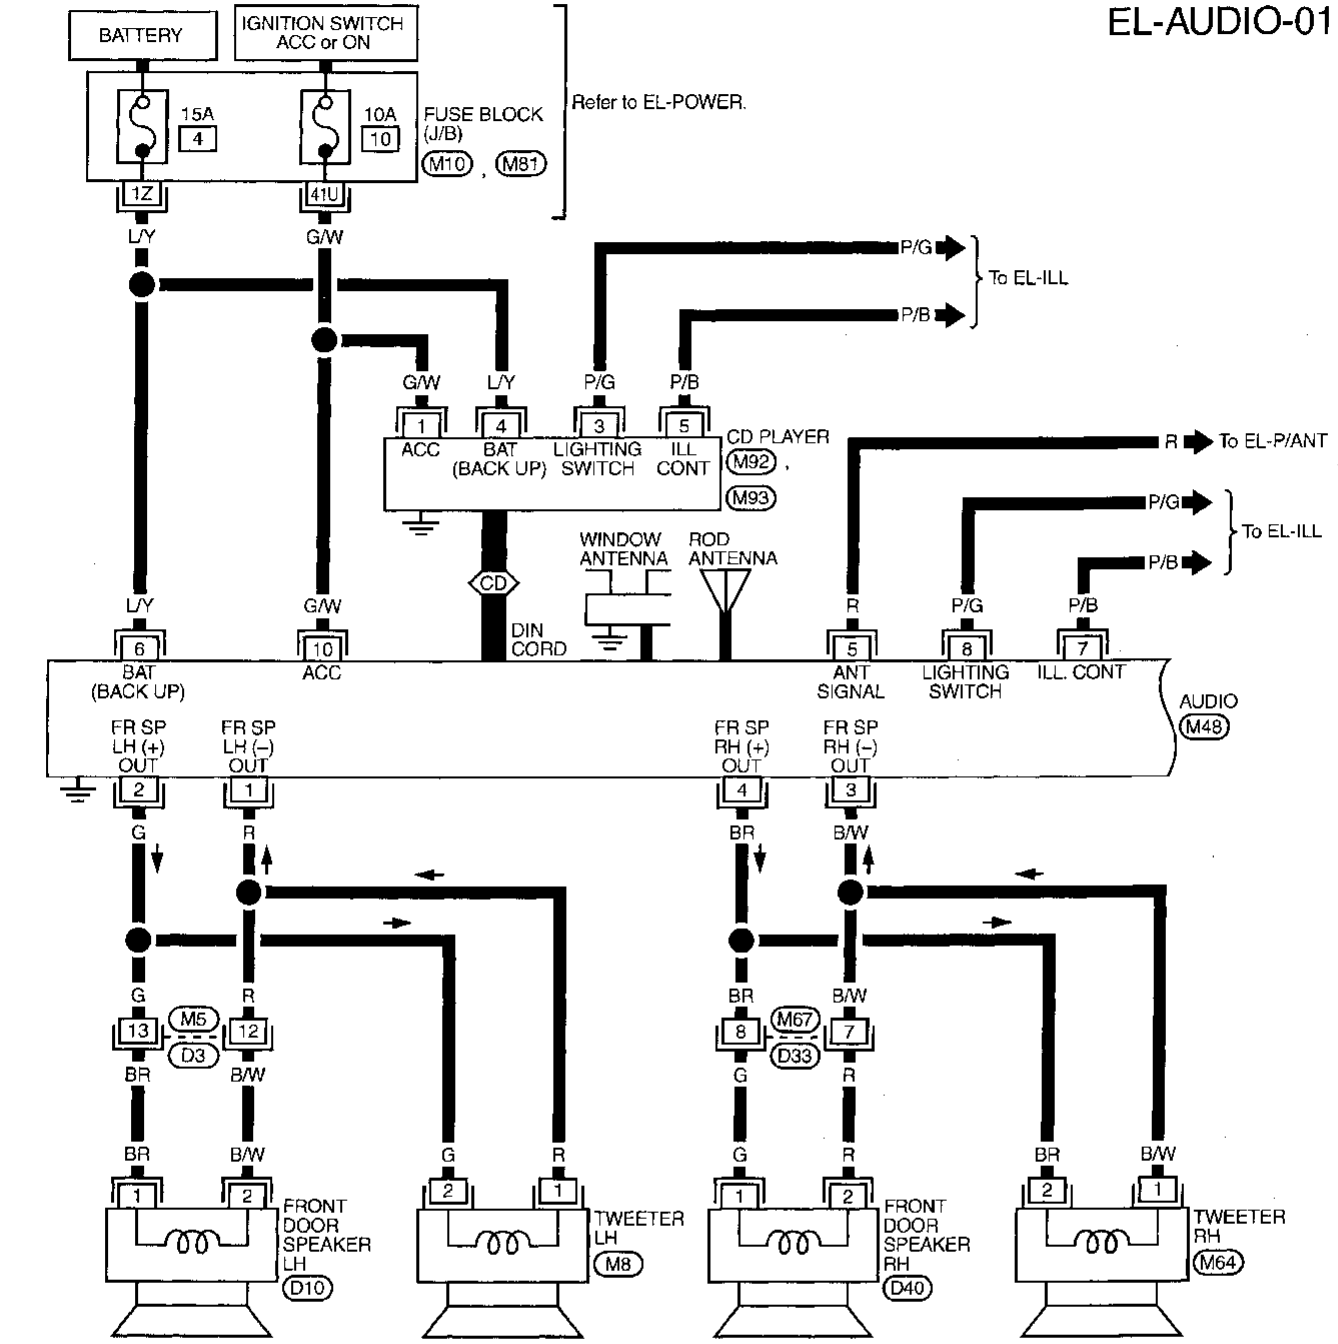 EL-AUDIO-01
BATTERY
IGNITION SWITCH
ACC or ON
Refer to EL-POWER.
15A
4
10A
10
FUSE BLOCK
(J/B)
M10 , M81
1Z
41U
L/Y
G/W
P/G
P/B
To EL-ILL
G/W
L/Y
P/G
P/B
1
4
3
5
ACC
BAT
(BACK UP)
LIGHTING
SWITCH
ILL
CONT
CD PLAYER
M92 ,
M93
R
To EL-P/ANT
P/G
P/B
To EL-ILL
WINDOW
ANTENNA
ROD
ANTENNA
CD
DIN
CORD
L/Y
G/W
R
P/G
P/B
6
10
5
8
7
BAT
(BACK UP)
ACC
ANT
SIGNAL
LIGHTING
SWITCH
ILL. CONT
AUDIO
M48
FR SP
LH (+)
OUT
FR SP
LH (–)
OUT
FR SP
RH (+)
OUT
FR SP
RH (–)
OUT
2
1
4
3
G
R
BR
B/W
G
R
BR
B/W
13
M5
D3
12
8
M67
D33
7
BR
B/W
G
R
BR
B/W
G
R
G
R
BR
B/W
1
2
2
1
1
2
2
1
FRONT
DOOR
SPEAKER
LH
D10
TWEETER
LH
M8
FRONT
DOOR
SPEAKER
RH
D40
TWEETER
RH
M64